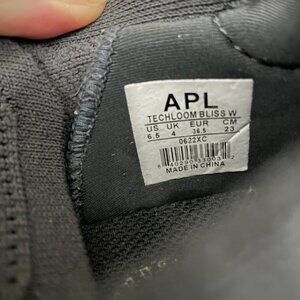 APL
TECHLOOM BLISS W
US UK EUR CM
6.5 4 36.5 23
0622XC
MADE IN CHINA